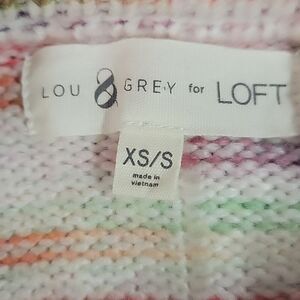 LOU & GREY for LOFT
XS/S
made in
vietnam